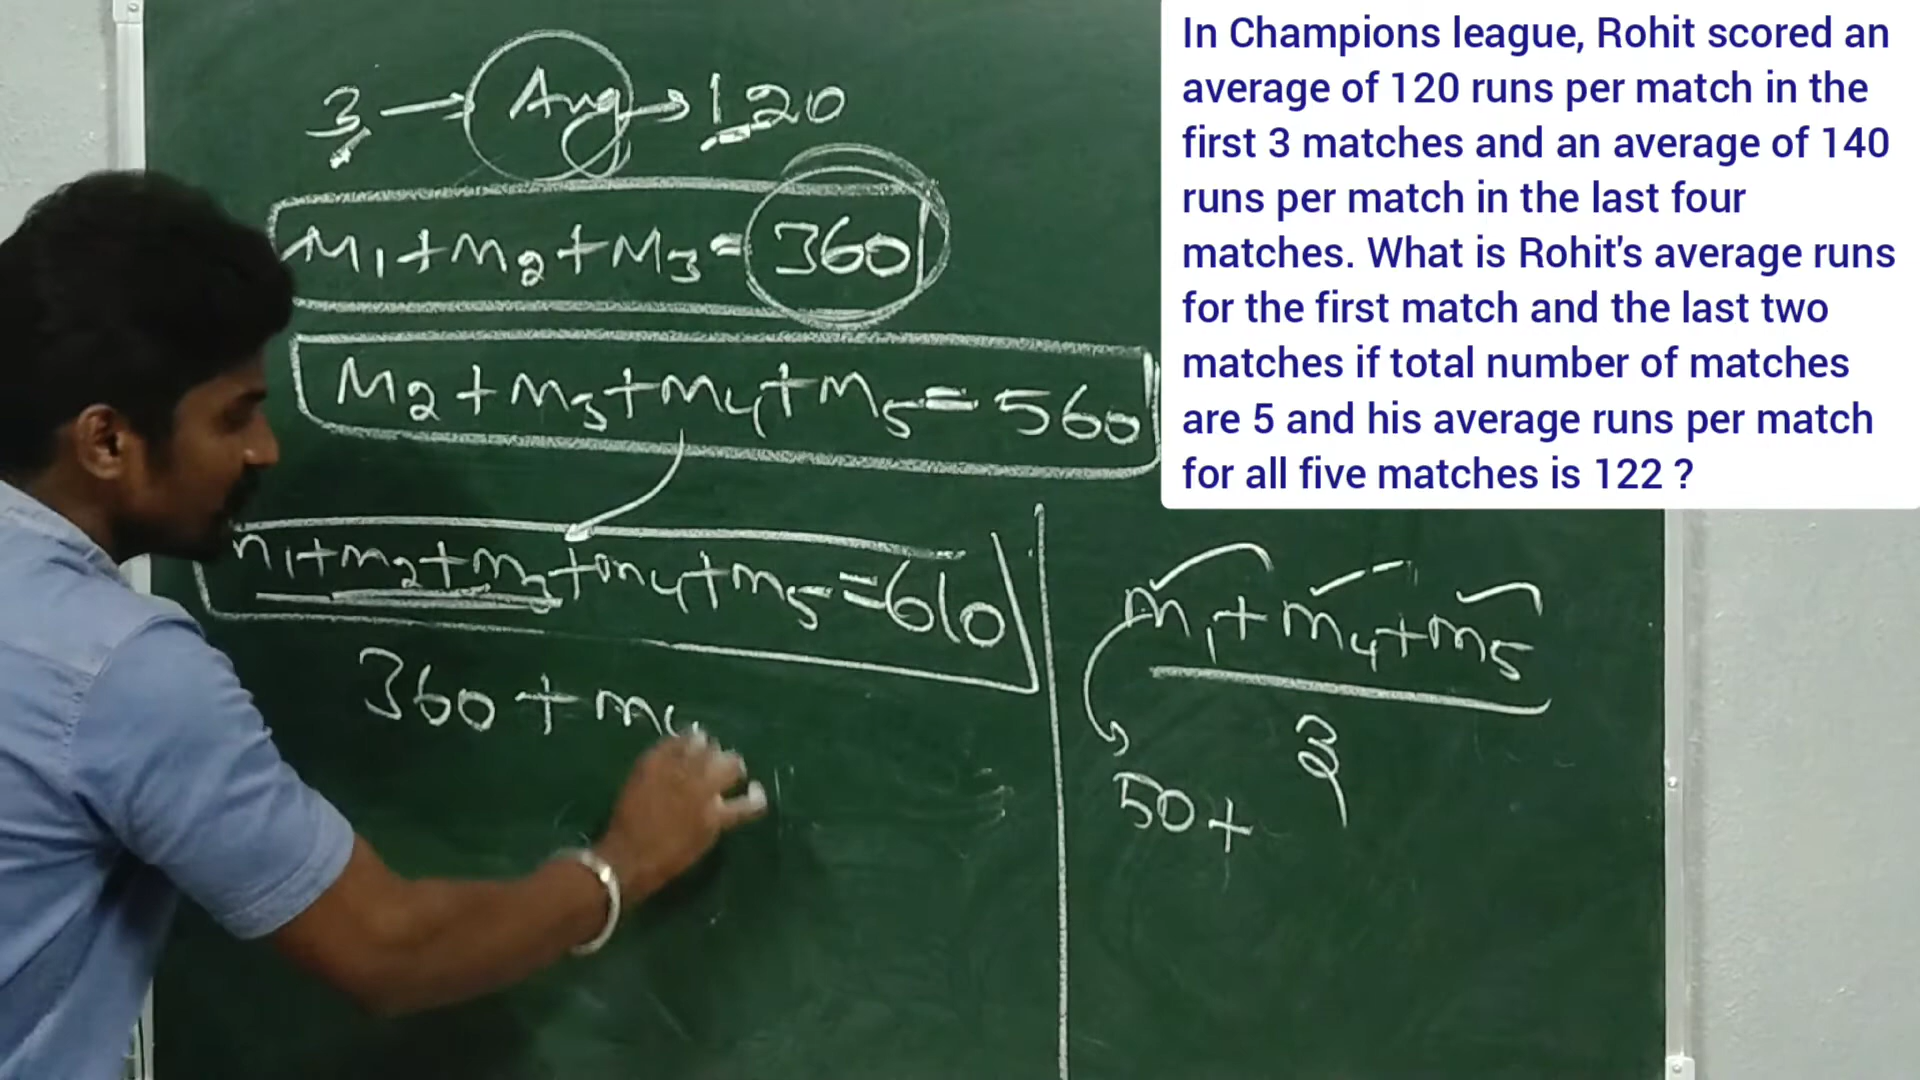 3 → Avg → 120
M1+M2+M3=360
M2+M3+M4+M5=560
M1+M2+M3+M4+M5=610
360+M4
M1+M4+M5
3
50+
In Champions league, Rohit scored an
average of 120 runs per match in the
first 3 matches and an average of 140
runs per match in the last four
matches. What is Rohit's average runs
for the first match and the last two
matches if total number of matches
are 5 and his average runs per match
for all five matches is 122 ?